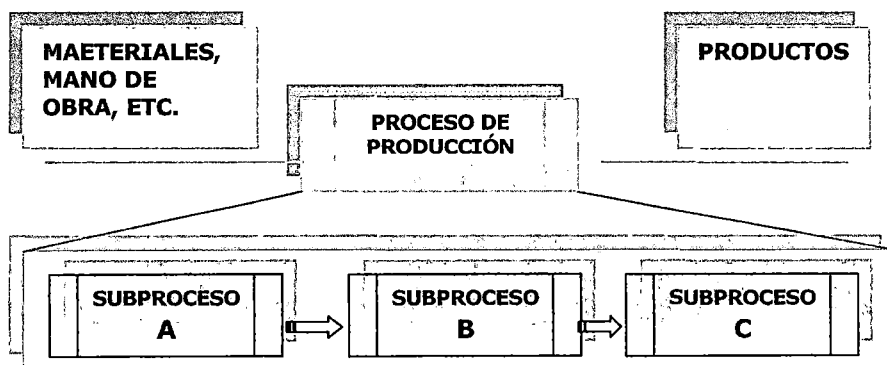 MAETERIALES,
MANO DE
OBRA, ETC.
PRODUCTOS
PROCESO DE
PRODUCCIÓN
SUBPROCESO
A
SUBPROCESO
B
SUBPROCESO
C